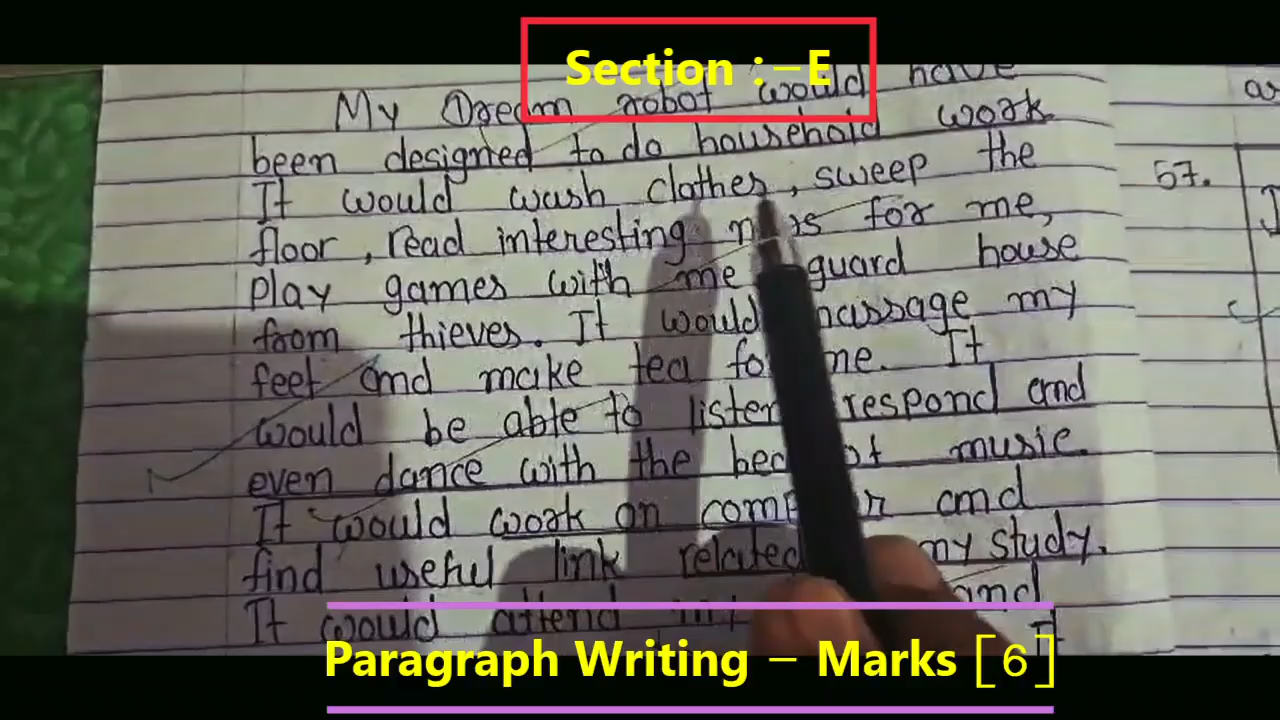 Section :-E
My Dream robot would have
been designed to do household work
It would wash clothes, sweep the
floor, read interesting for me,
play games with me guard house
from thieves. It would massage my
feet and make tea for me. It
would be able to listen respond and
even dance with the music.
It would work on and
find useful link related my study.
It would attend my and
It
57.
Paragraph Writing - Marks [6]